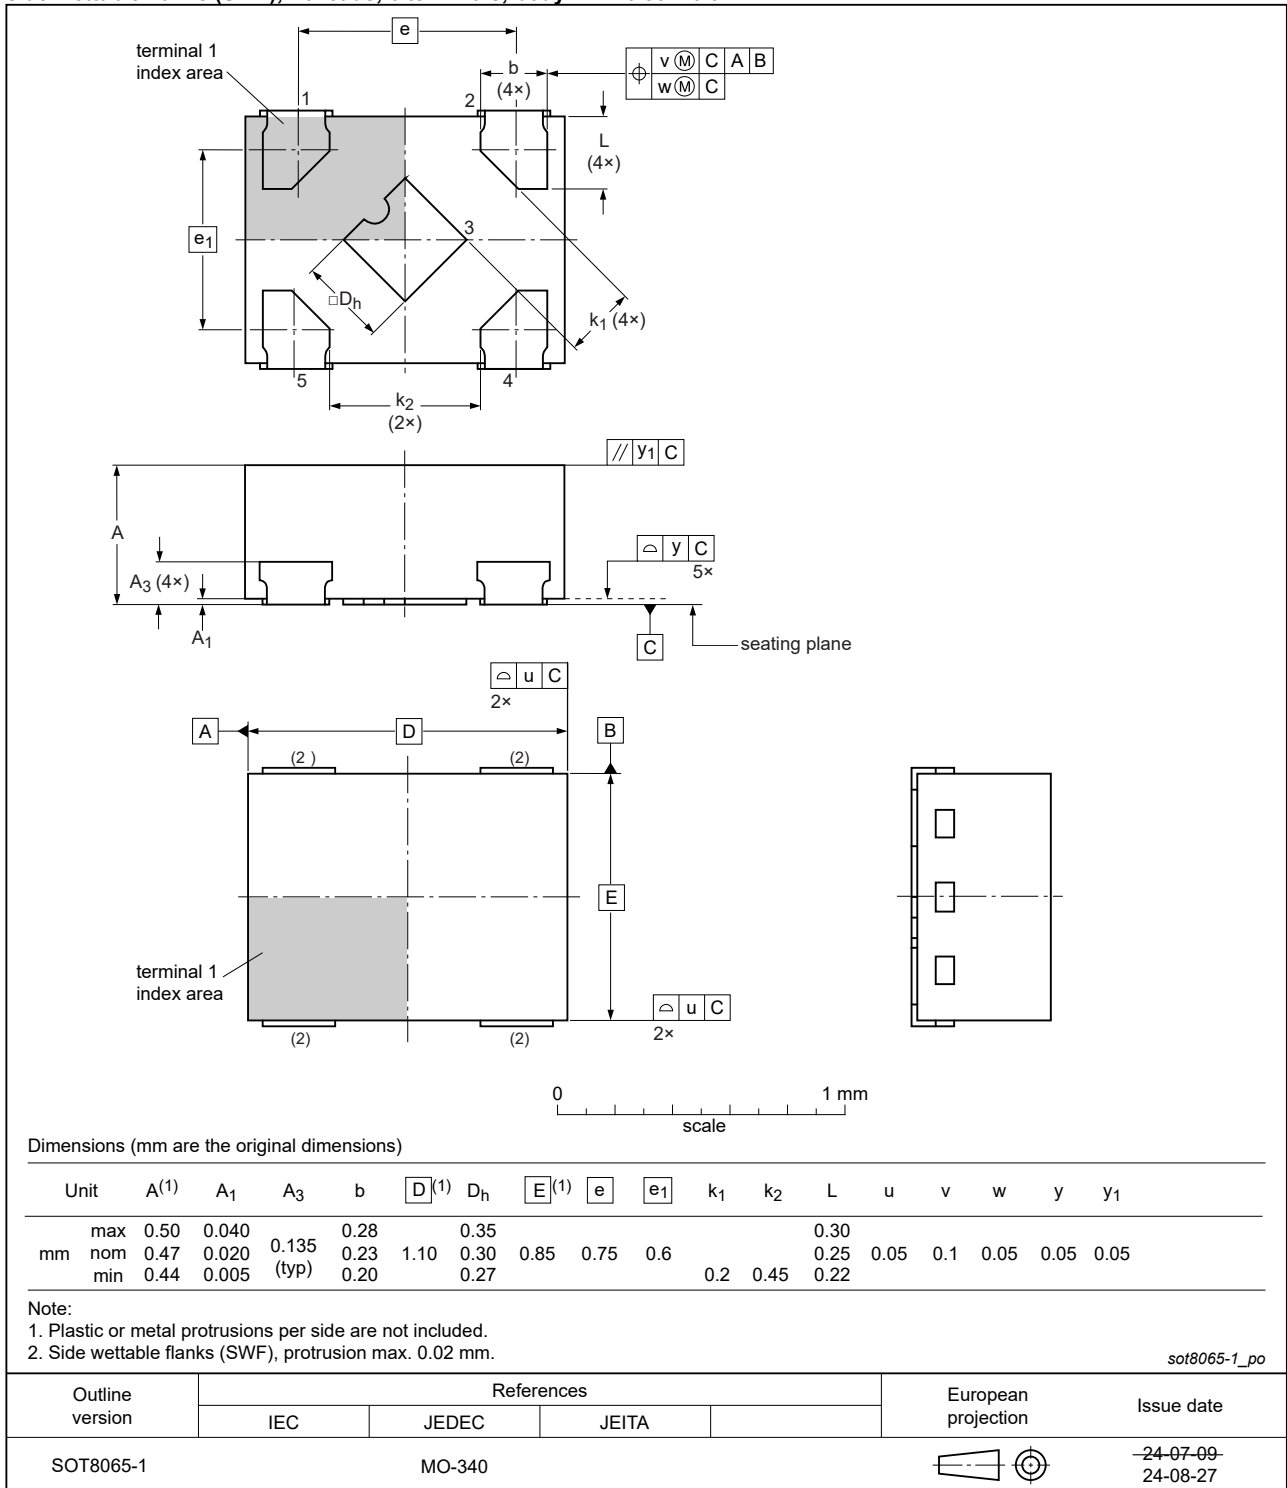 e
terminal 1
index area
b
(4×)
v Ⓜ C A B
w Ⓜ C
1
2
L
(4×)
e1
3
□Dh
k1 (4×)
5
4
k2
(2×)
// y1 C
A
y C
5×
A3 (4×)
A1
C
seating plane
u C
2×
A
D
B
(2 )
(2)
E
terminal 1
index area
u C
2×
(2)
(2)
0
1 mm
scale
Dimensions (mm are the original dimensions)
Unit A(1) A1 A3 b D(1) Dh E(1) e e1 k1 k2 L u v w y y1
max 0.50 0.040 0.28 0.35 0.30
mm nom 0.47 0.020 0.135 (typ) 0.23 1.10 0.30 0.85 0.75 0.6 0.25 0.05 0.1 0.05 0.05 0.05
min 0.44 0.005 0.20 0.27 0.2 0.45 0.22
Note:
1. Plastic or metal protrusions per side are not included.
2. Side wettable flanks (SWF), protrusion max. 0.02 mm.
sot8065-1_po
Outline version
References
European projection
Issue date
IEC JEDEC JEITA
SOT8065-1
MO-340
24-07-09
24-08-27